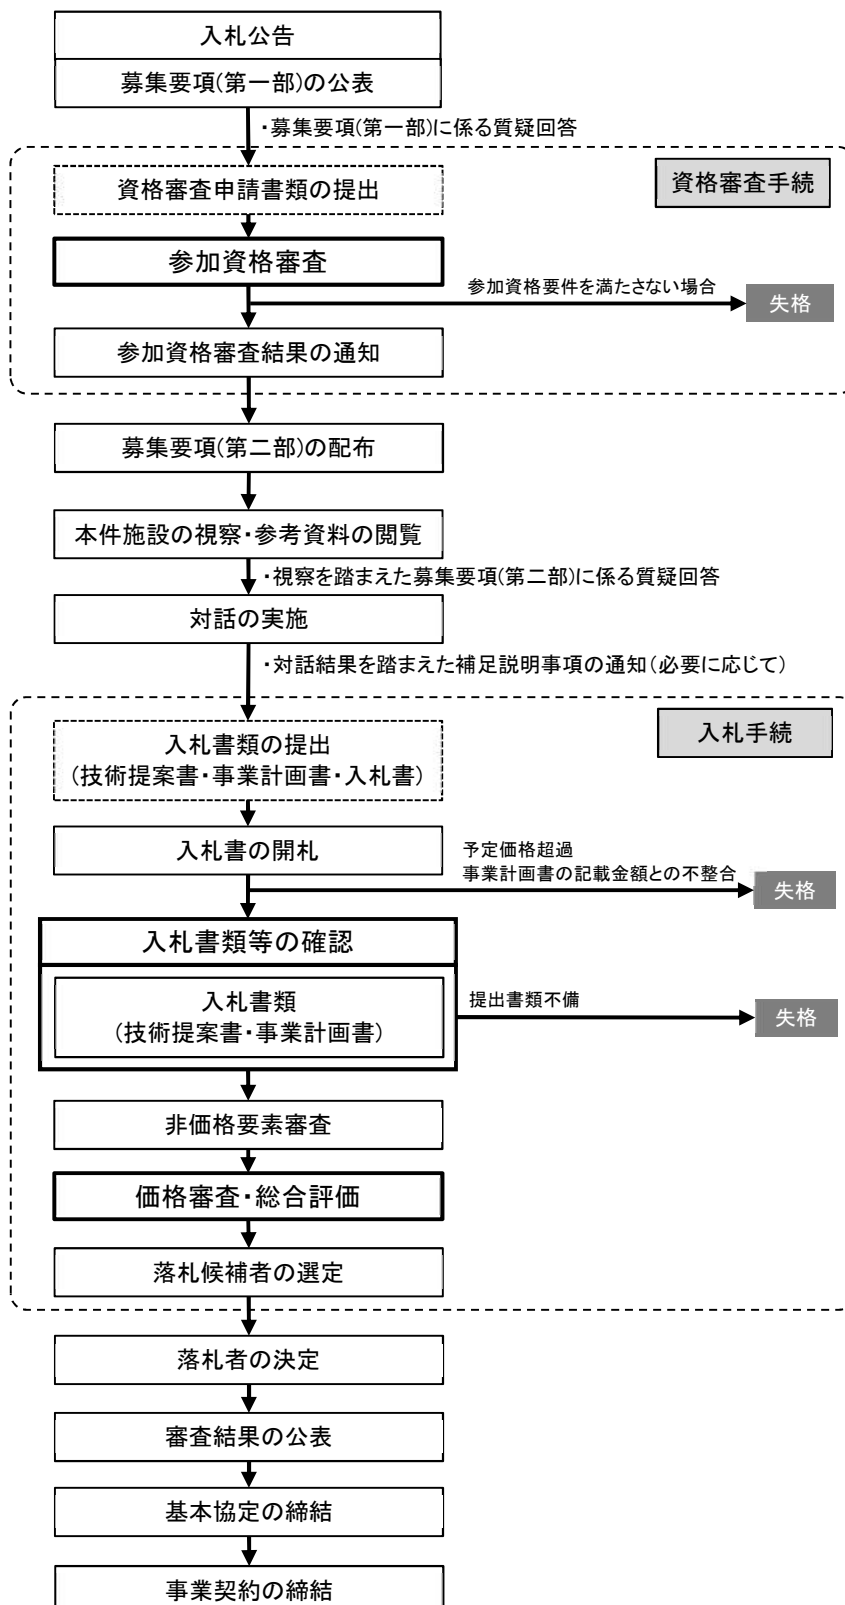 入札公告
募集要項(第一部)の公表
・募集要項(第一部)に係る質疑回答
資格審査手続
資格審査申請書類の提出
参加資格審査
参加資格要件を満たさない場合
失格
参加資格審査結果の通知
募集要項(第二部)の配布
本件施設の視察・参考資料の閲覧
・視察を踏まえた募集要項(第二部)に係る質疑回答
対話の実施
・対話結果を踏まえた補足説明事項の通知(必要に応じて)
入札手続
入札書類の提出
(技術提案書・事業計画書・入札書)
入札書の開札
予定価格超過
事業計画書の記載金額との不整合
失格
入札書類等の確認
入札書類
(技術提案書・事業計画書)
提出書類不備
失格
非価格要素審査
価格審査・総合評価
落札候補者の選定
落札者の決定
審査結果の公表
基本協定の締結
事業契約の締結